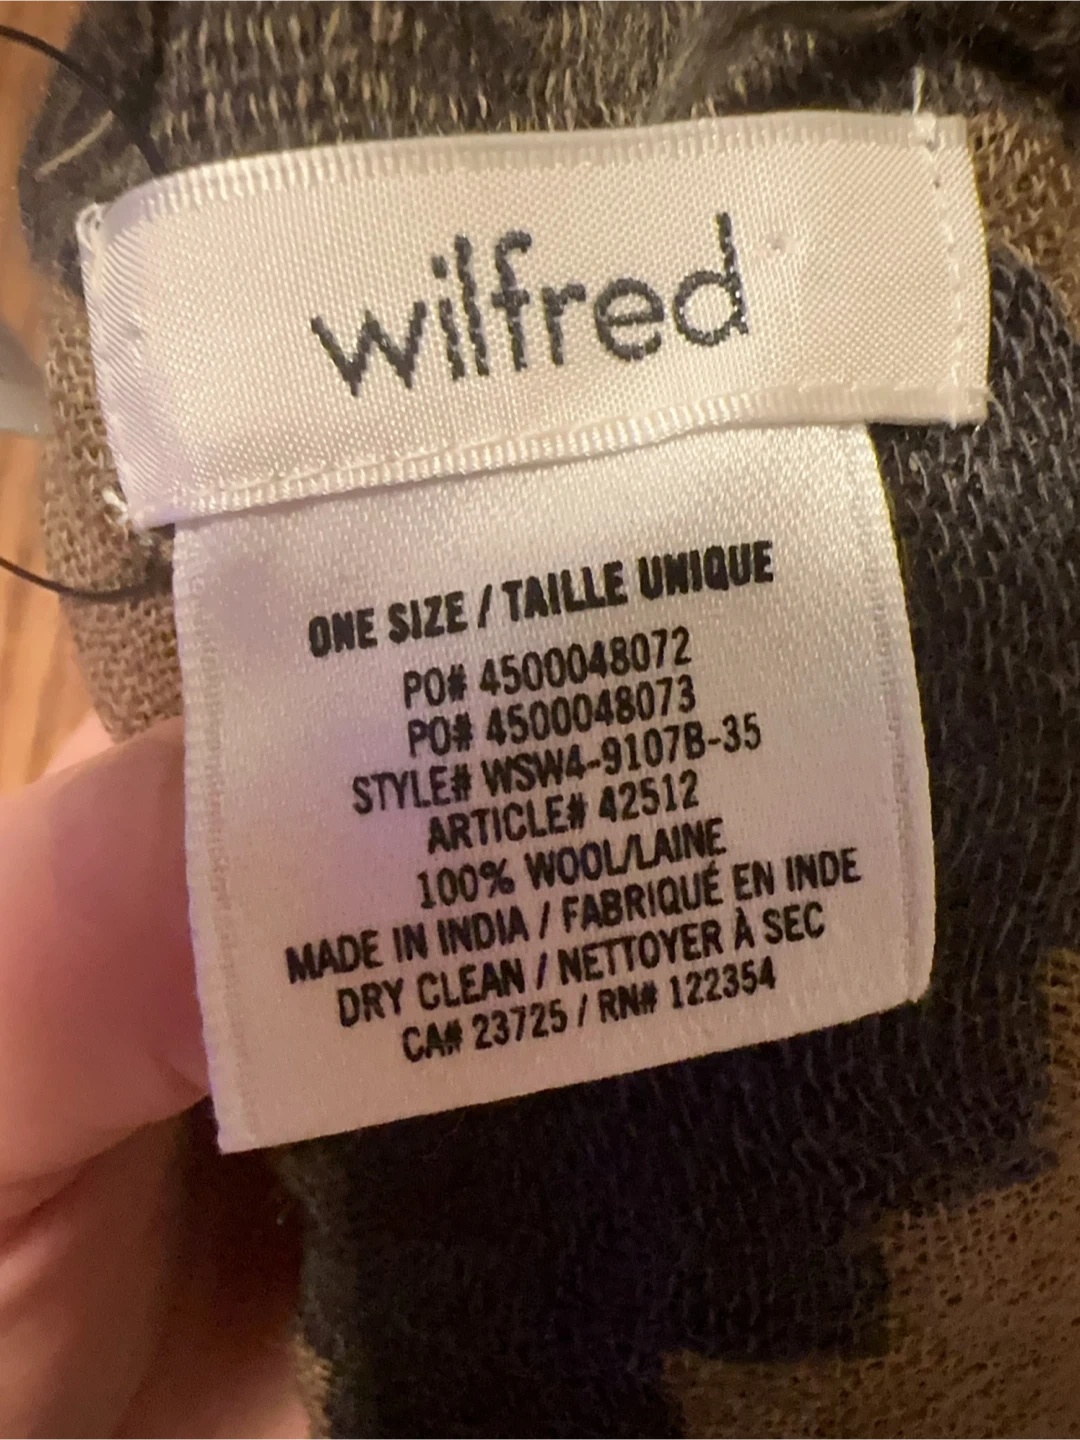 wilfred
ONE SIZE / TAILLE UNIQUE
PO# 4500048072
PO# 4500048073
STYLE# WSW4-9107B-35
ARTICLE# 42512
100% WOOL/LAINE
MADE IN INDIA / FABRIQUÉ EN INDE
DRY CLEAN / NETTOYER À SEC
CA# 23725 / RN# 122354